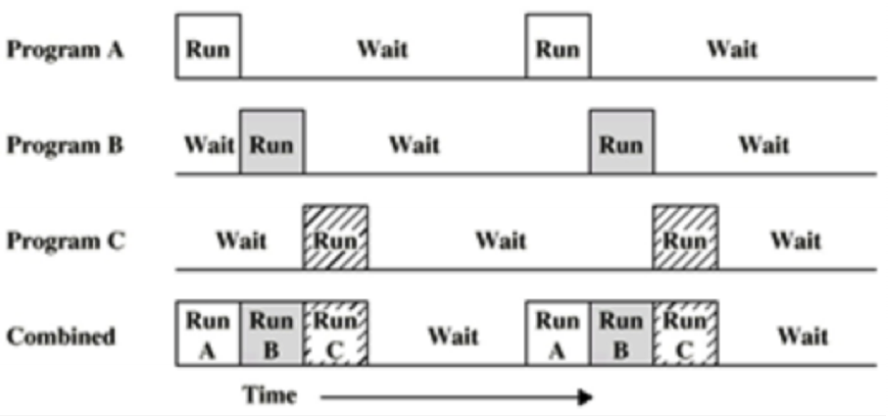 Program A Run Wait Run Wait
Program B Wait Run Wait Run Wait
Program C Wait Run Wait Run Wait
Combined Run A Run B Run C Wait Run A Run B Run C Wait
Time